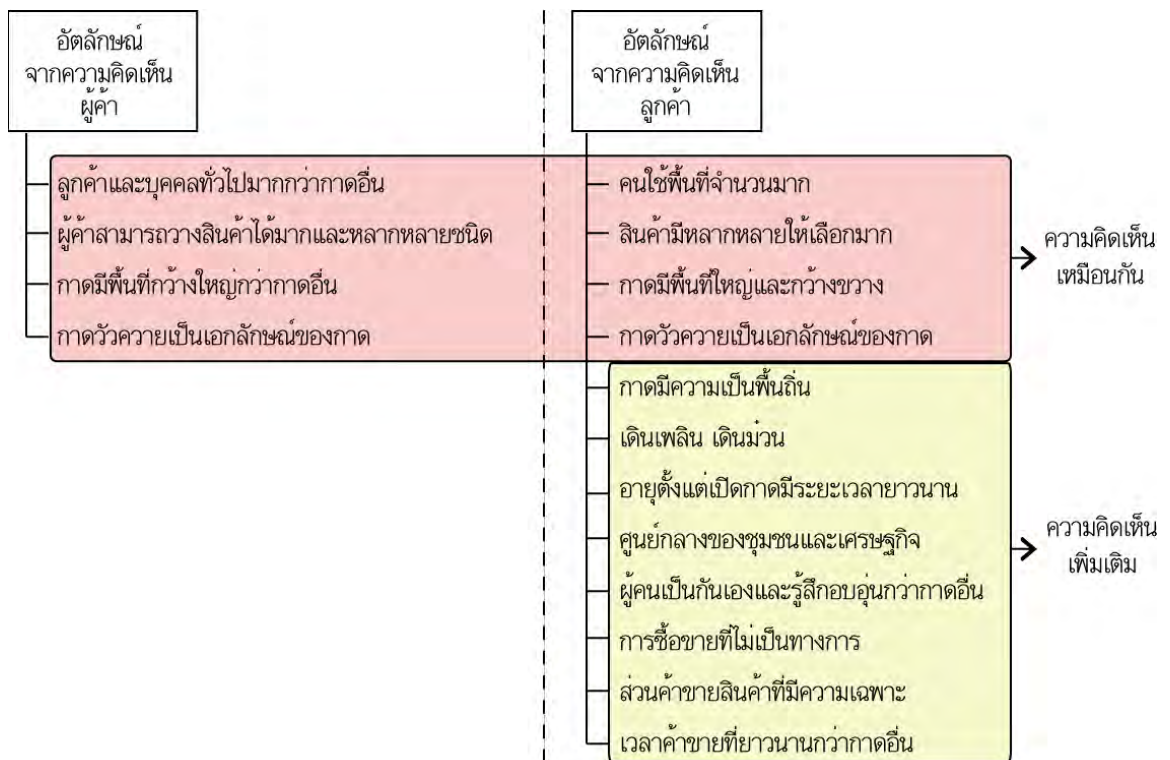 อัตลักษณ์
จากความคิดเห็น
ผู้ค้า
ลูกค้าและบุคคลทั่วไปมากกว่ากาดอื่น
ผู้ค้าสามารถวางสินค้าได้มากและหลากหลายชนิด
กาดมีพื้นที่กว้างใหญ่กว่ากาดอื่น
กาดวัวควายเป็นเอกลักษณ์ของกาด
อัตลักษณ์
จากความคิดเห็น
ลูกค้า
คนใช้พื้นที่จำนวนมาก
สินค้ามีหลากหลายให้เลือกมาก
กาดมีพื้นที่ใหญ่และกว้างขวาง
กาดวัวควายเป็นเอกลักษณ์ของกาด
ความคิดเห็น
เหมือนกัน
กาดมีความเป็นพื้นถิ่น
เดินเพลิน เดินม่วน
อายุตั้งแต่เปิดกาดมีระยะเวลายาวนาน
ศูนย์กลางของชุมชนและเศรษฐกิจ
ผู้คนเป็นกันเองและรู้สึกอบอุ่นกว่ากาดอื่น
การซื้อขายที่ไม่เป็นทางการ
ส่วนค้าขายสินค้าที่มีความเฉพาะ
เวลาค้าขายที่ยาวนานกว่ากาดอื่น
ความคิดเห็น
เพิ่มเติม